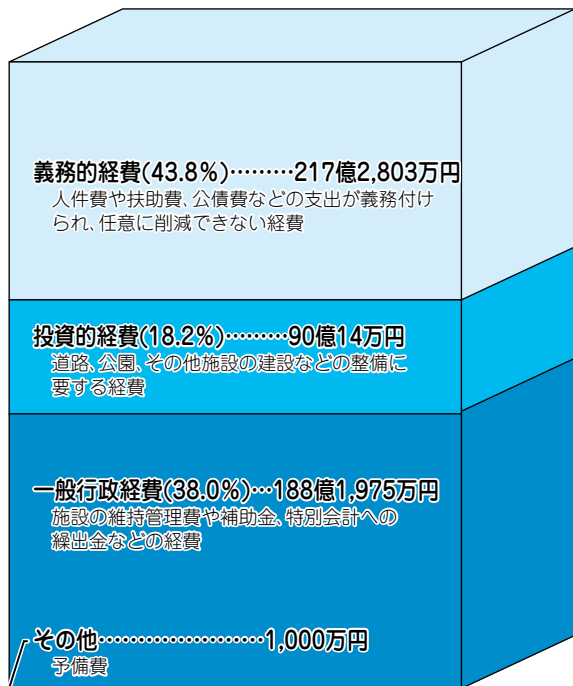 義務的経費(43.8%)………217億2,803万円
人件費や扶助費、公債費などの支出が義務付け
られ、任意に削減できない経費
投資的経費(18.2%)………90億14万円
道路、公園、その他施設の建設などの整備に
要する経費
一般行政経費(38.0%)…188億1,975万円
施設の維持管理費や補助金、特別会計への
繰出金などの経費
その他…………………1,000万円
予備費